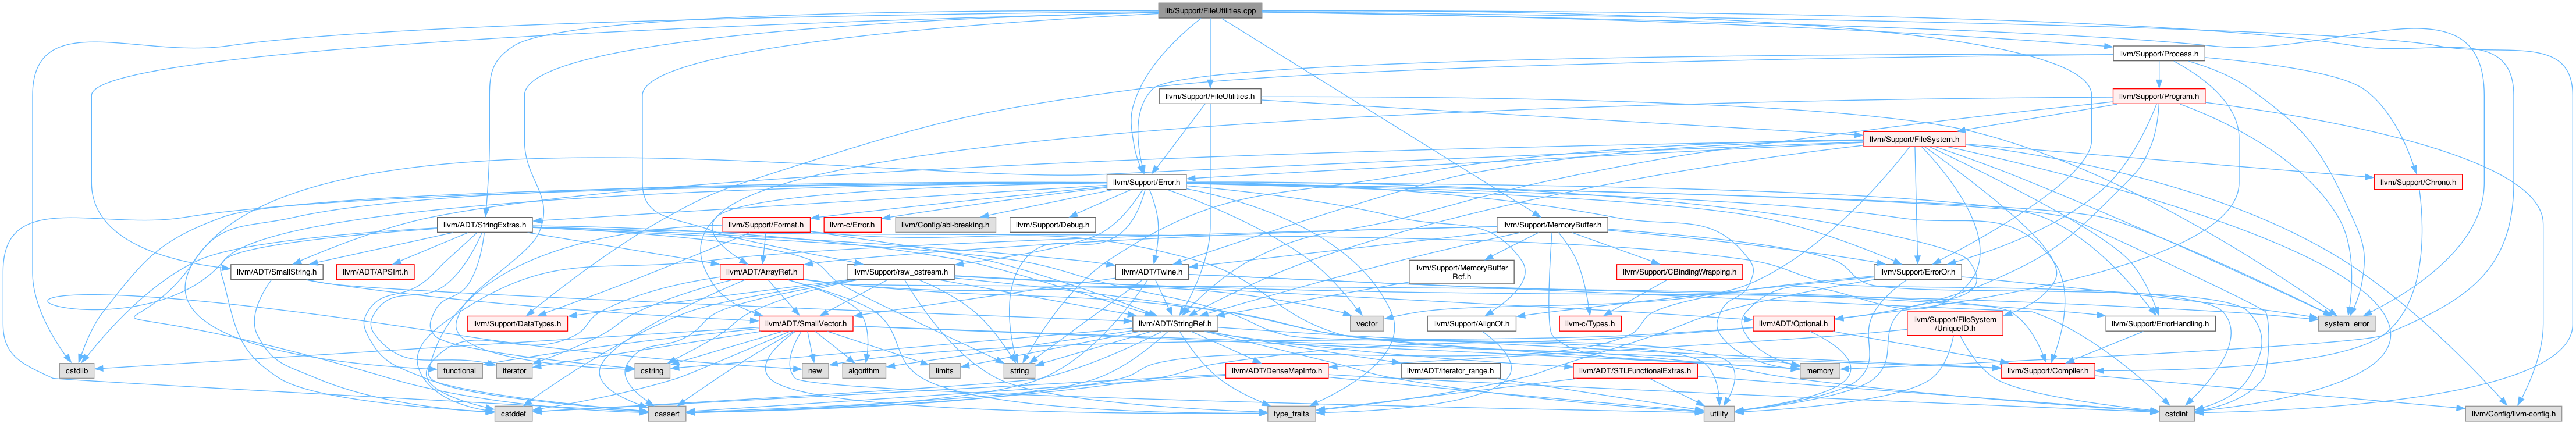 lib/Support/FileUtilities.cpp
llvm/Support/Process.h
llvm/Support/FileUtilities.h
llvm/Support/Program.h
llvm/Support/FileSystem.h
llvm/Support/Error.h
llvm/Support/Chrono.h
llvm/ADT/StringExtras.h
llvm/Support/Format.h
llvm-c/Error.h
llvm/Config/abi-breaking.h
llvm/Support/Debug.h
llvm/Support/MemoryBuffer.h
llvm/ADT/SmallString.h
llvm/ADT/APSInt.h
llvm/ADT/ArrayRef.h
llvm/Support/raw_ostream.h
llvm/ADT/Twine.h
llvm/Support/MemoryBuffer
Ref.h
llvm/Support/CBindingWrapping.h
llvm/Support/ErrorOr.h
llvm/Support/DataTypes.h
llvm/ADT/SmallVector.h
llvm/ADT/StringRef.h
vector
llvm/Support/AlignOf.h
llvm-c/Types.h
llvm/ADT/Optional.h
llvm/Support/FileSystem
/UniqueID.h
llvm/Support/ErrorHandling.h
system_error
cstdlib
functional
iterator
cstring
new
algorithm
limits
string
llvm/ADT/DenseMapInfo.h
llvm/ADT/iterator_range.h
llvm/ADT/STLFunctionalExtras.h
memory
llvm/Support/Compiler.h
cstddef
cassert
type_traits
utility
cstdint
llvm/Config/llvm-config.h